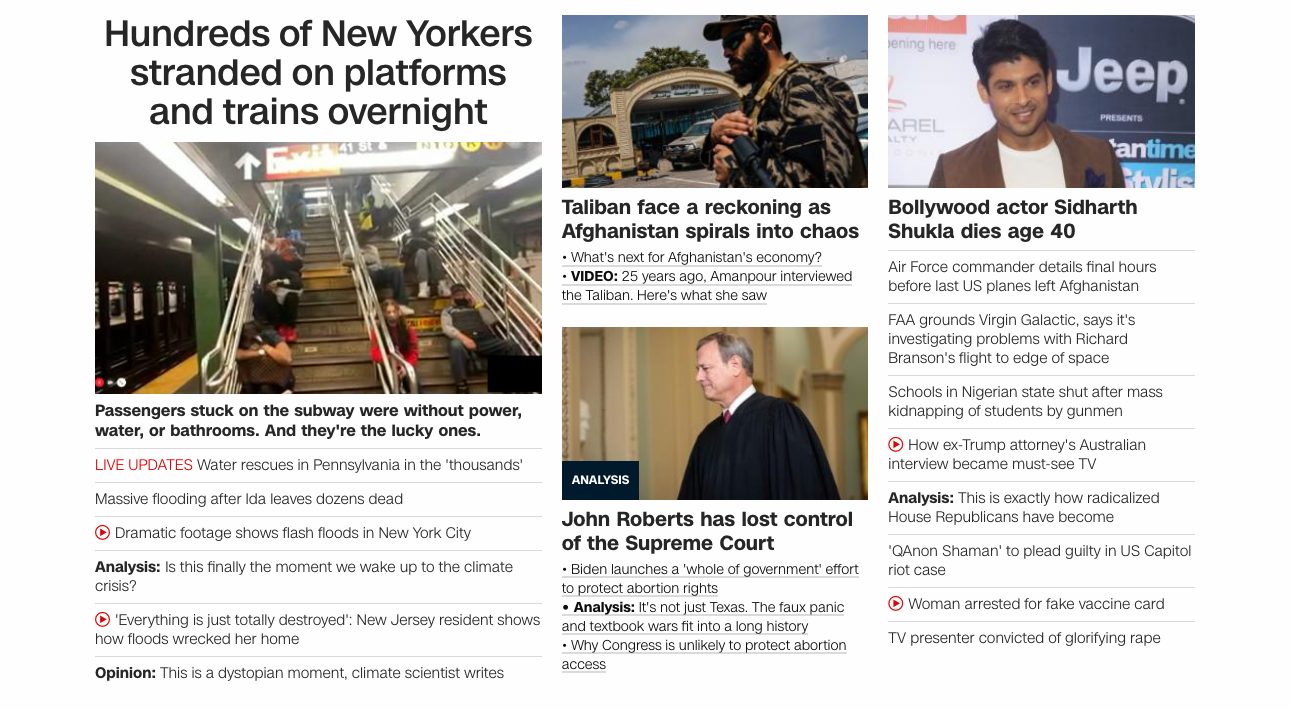 Hundreds of New Yorkers
stranded on platforms
and trains overnight
Exit
41 St &
Passengers stuck on the subway were without power,
water, or bathrooms. And they're the lucky ones.
LIVE UPDATES Water rescues in Pennsylvania in the 'thousands'
Massive flooding after Ida leaves dozens dead
Dramatic footage shows flash floods in New York City
Analysis: Is this finally the moment we wake up to the climate
crisis?
'Everything is just totally destroyed': New Jersey resident shows
how floods wrecked her home
Opinion: This is a dystopian moment, climate scientist writes
Taliban face a reckoning as
Afghanistan spirals into chaos
• What's next for Afghanistan's economy?
• VIDEO: 25 years ago, Amanpour interviewed
the Taliban. Here's what she saw
ANALYSIS
John Roberts has lost control
of the Supreme Court
• Biden launches a 'whole of government' effort
to protect abortion rights
• Analysis: It's not just Texas. The faux panic
and textbook wars fit into a long history
• Why Congress is unlikely to protect abortion
access
pening here
Jeep
PRESENTS
AREL
ALTY
tantime
Stylis
Bollywood actor Sidharth
Shukla dies age 40
Air Force commander details final hours
before last US planes left Afghanistan
FAA grounds Virgin Galactic, says it's
investigating problems with Richard
Branson's flight to edge of space
Schools in Nigerian state shut after mass
kidnapping of students by gunmen
How ex-Trump attorney's Australian
interview became must-see TV
Analysis: This is exactly how radicalized
House Republicans have become
'QAnon Shaman' to plead guilty in US Capitol
riot case
Woman arrested for fake vaccine card
TV presenter convicted of glorifying rape